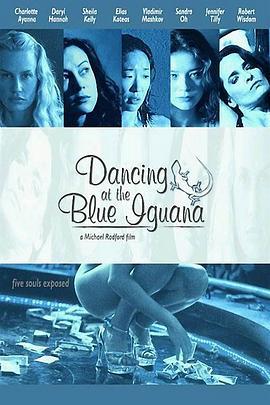 Charlotte Ayanna
Daryl Hannah
Sheila Kelly
Elias Koteas
Vladimir Mashkov
Sandra Oh
Jennifer Tilly
Robert Wisdom
Dancing
at the
Blue Iguana
a Michael Radford film
five souls exposed